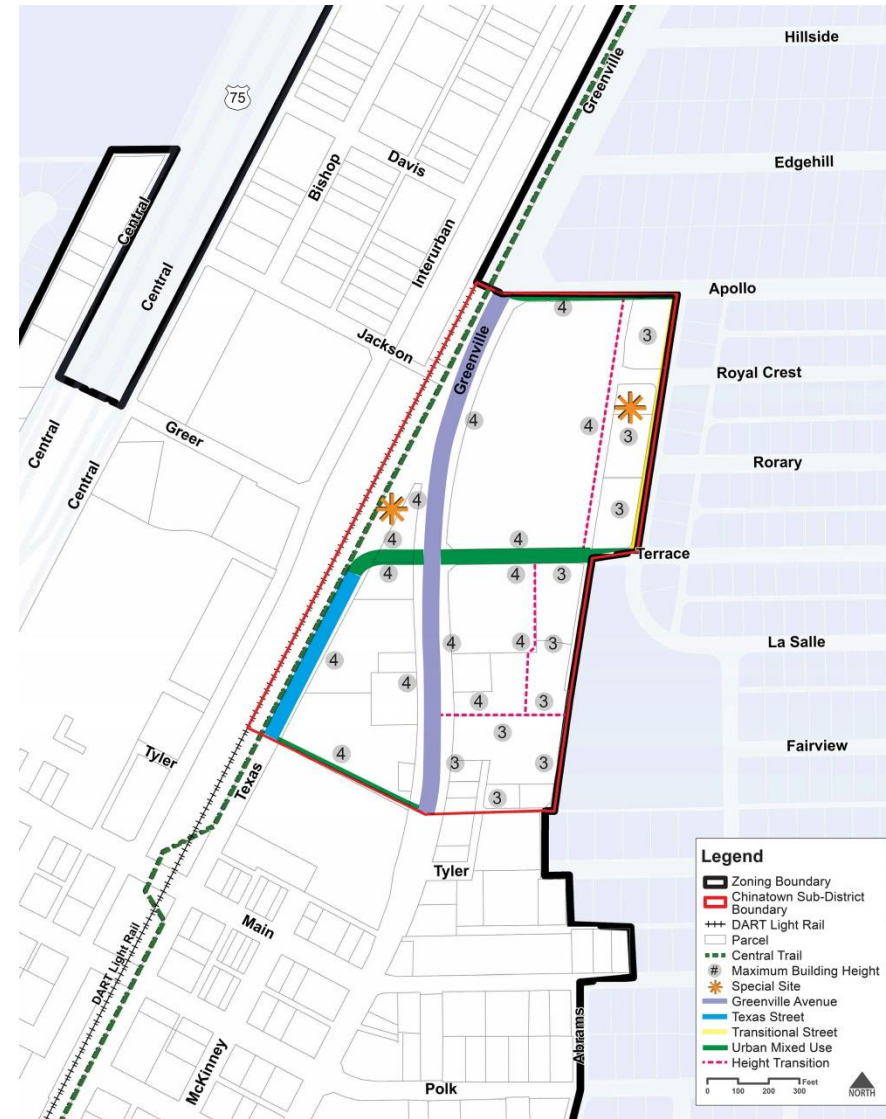 Hillside
Greenville
75
Edgehill
Davis
Bishop
Central
Interurban
Central
Apollo
4
Jackson
3
Greenville
Royal Crest
4
4
3
Greer
Central
Central
Rorary
4
3
4
4
Terrace
4
4
3
4
4
3
La Salle
4
4
4
3
3
Fairview
4
3
3
Tyler
Texas
3
Tyler
Main
DART Light Rail
McKinney
Abrams
Polk
Legend
Zoning Boundary
Chinatown Sub-District
Boundary
DART Light Rail
Parcel
Central Trail
# Maximum Building Height
Special Site
Greenville Avenue
Texas Street
Transitional Street
Urban Mixed Use
Height Transition
Feet
0 100 200 300
NORTH